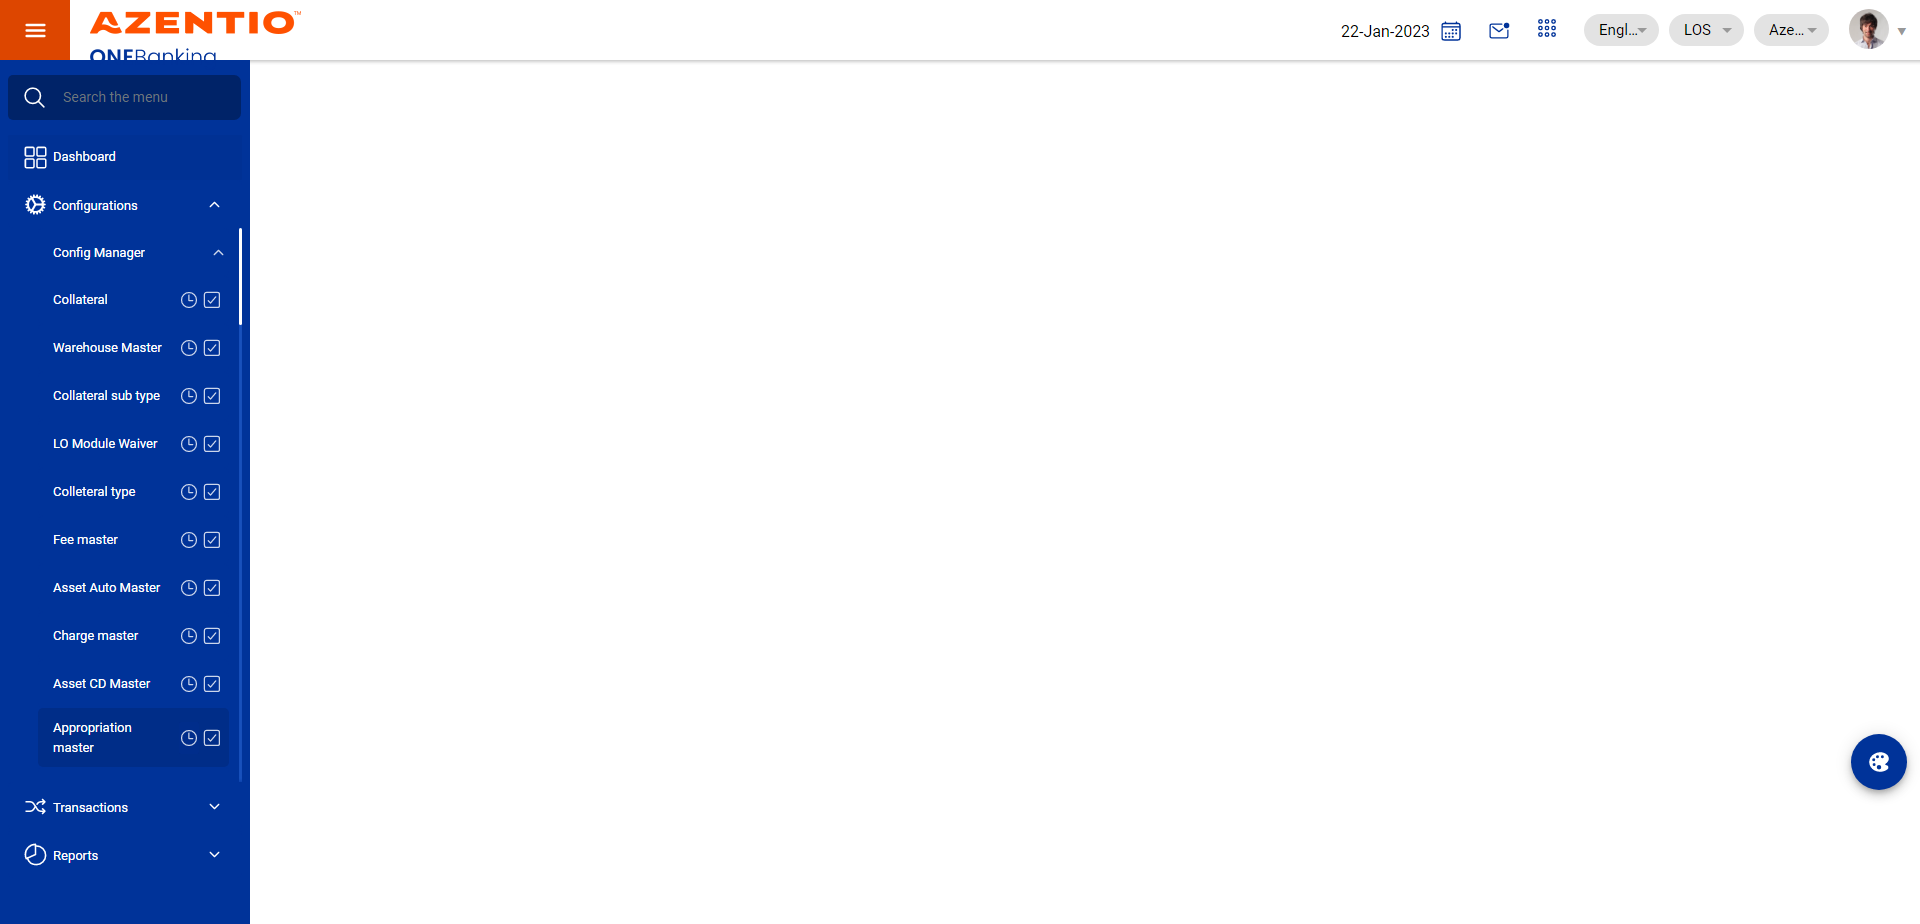 AZENTIO™
ONEBanking
22-Jan-2023
Engl...
LOS
Aze...
Search the menu
Dashboard
Configurations
Config Manager
Collateral
Warehouse Master
Collateral sub type
LO Module Waiver
Colleteral type
Fee master
Asset Auto Master
Charge master
Asset CD Master
Appropriation
master
Transactions
Reports